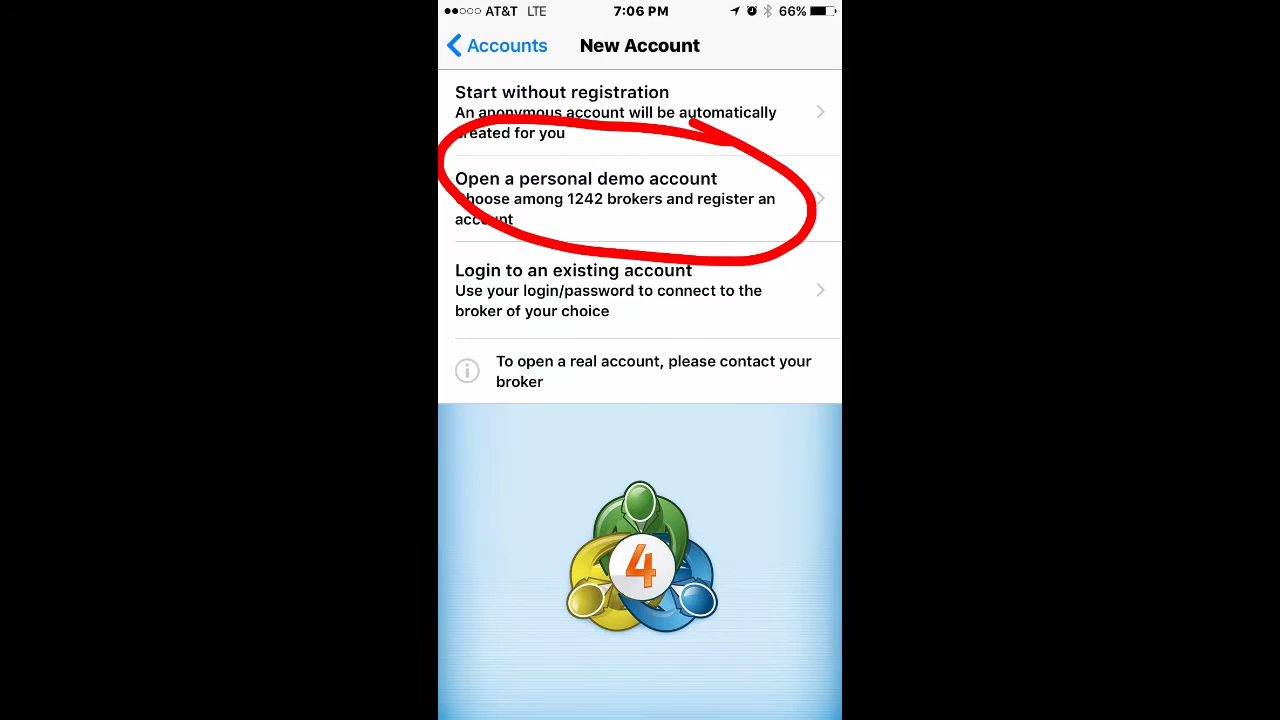 AT&T LTE 7:06 PM 66%
Accounts New Account
Start without registration
An anonymous account will be automatically
created for you
Open a personal demo account
Choose among 1242 brokers and register an
account
Login to an existing account
Use your login/password to connect to the
broker of your choice
To open a real account, please contact your
broker
4